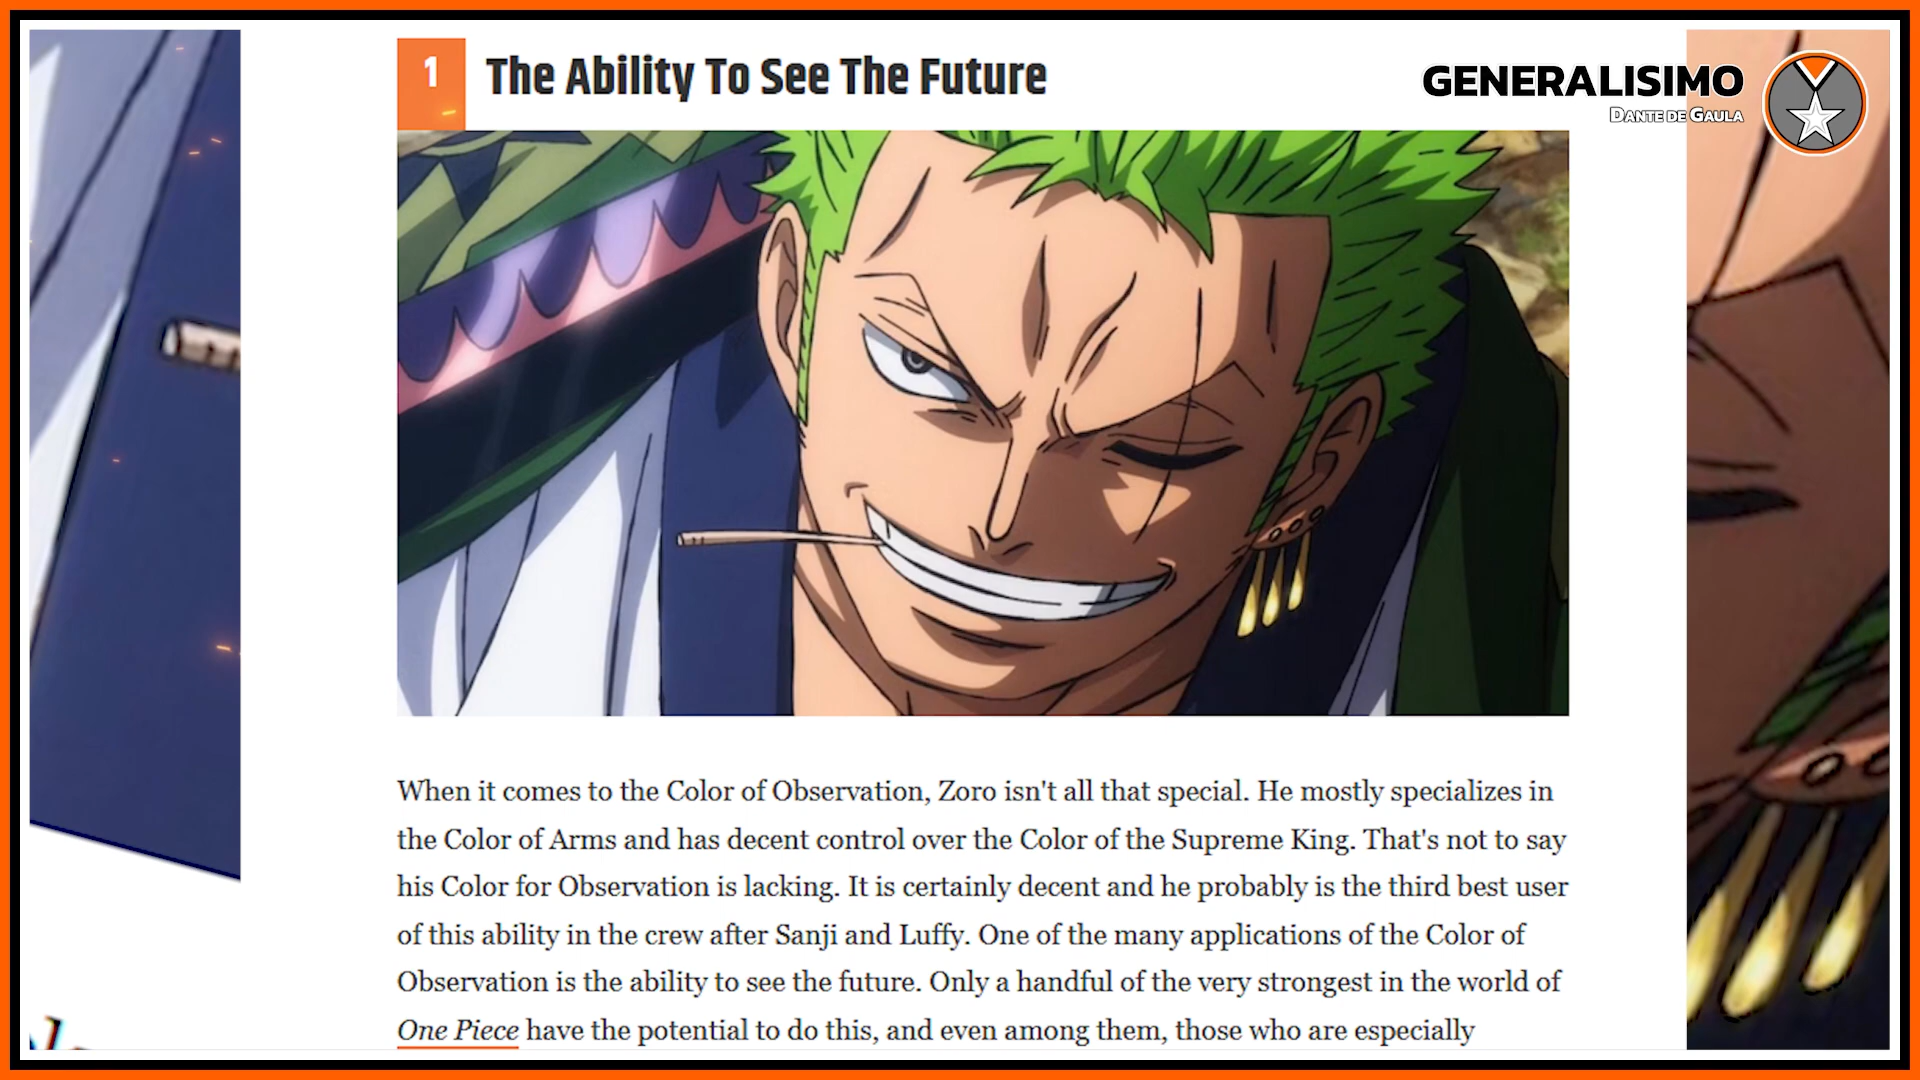 1
The Ability To See The Future
GENERALISIMO
DANTE DE GAULA
When it comes to the Color of Observation, Zoro isn't all that special. He mostly specializes in
the Color of Arms and has decent control over the Color of the Supreme King. That's not to say
his Color for Observation is lacking. It is certainly decent and he probably is the third best user
of this ability in the crew after Sanji and Luffy. One of the many applications of the Color of
Observation is the ability to see the future. Only a handful of the very strongest in the world of
One Piece have the potential to do this, and even among them, those who are especially